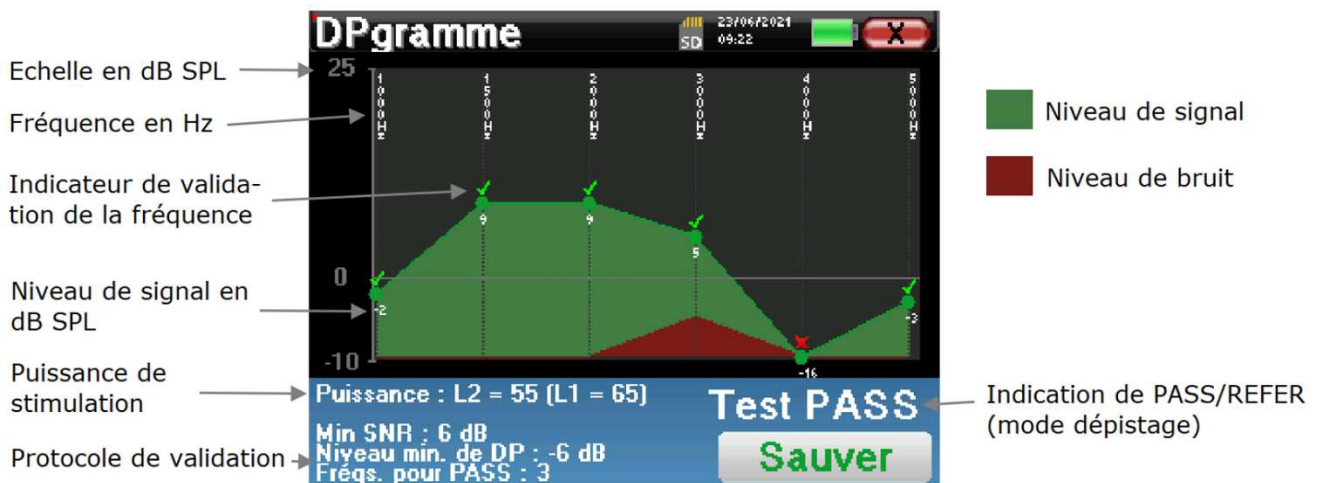 DPgramme
SD
23/06/2021
09:22
X
Echelle en dB SPL
25
Fréquence en Hz
1000Hz
1500Hz
2000Hz
3000Hz
4000Hz
5000Hz
Indicateur de valida-
tion de la fréquence
9
9
5
0
Niveau de signal en
dB SPL
-2
-3
-10
-16
Niveau de signal
Niveau de bruit
Puissance de
stimulation
Puissance : L2 = 55 (L1 = 65)
Test PASS
Indication de PASS/REFER
(mode dépistage)
Protocole de validation
Min SNR : 6 dB
Niveau min. de DP : -6 dB
Fréqs. pour PASS : 3
Sauver